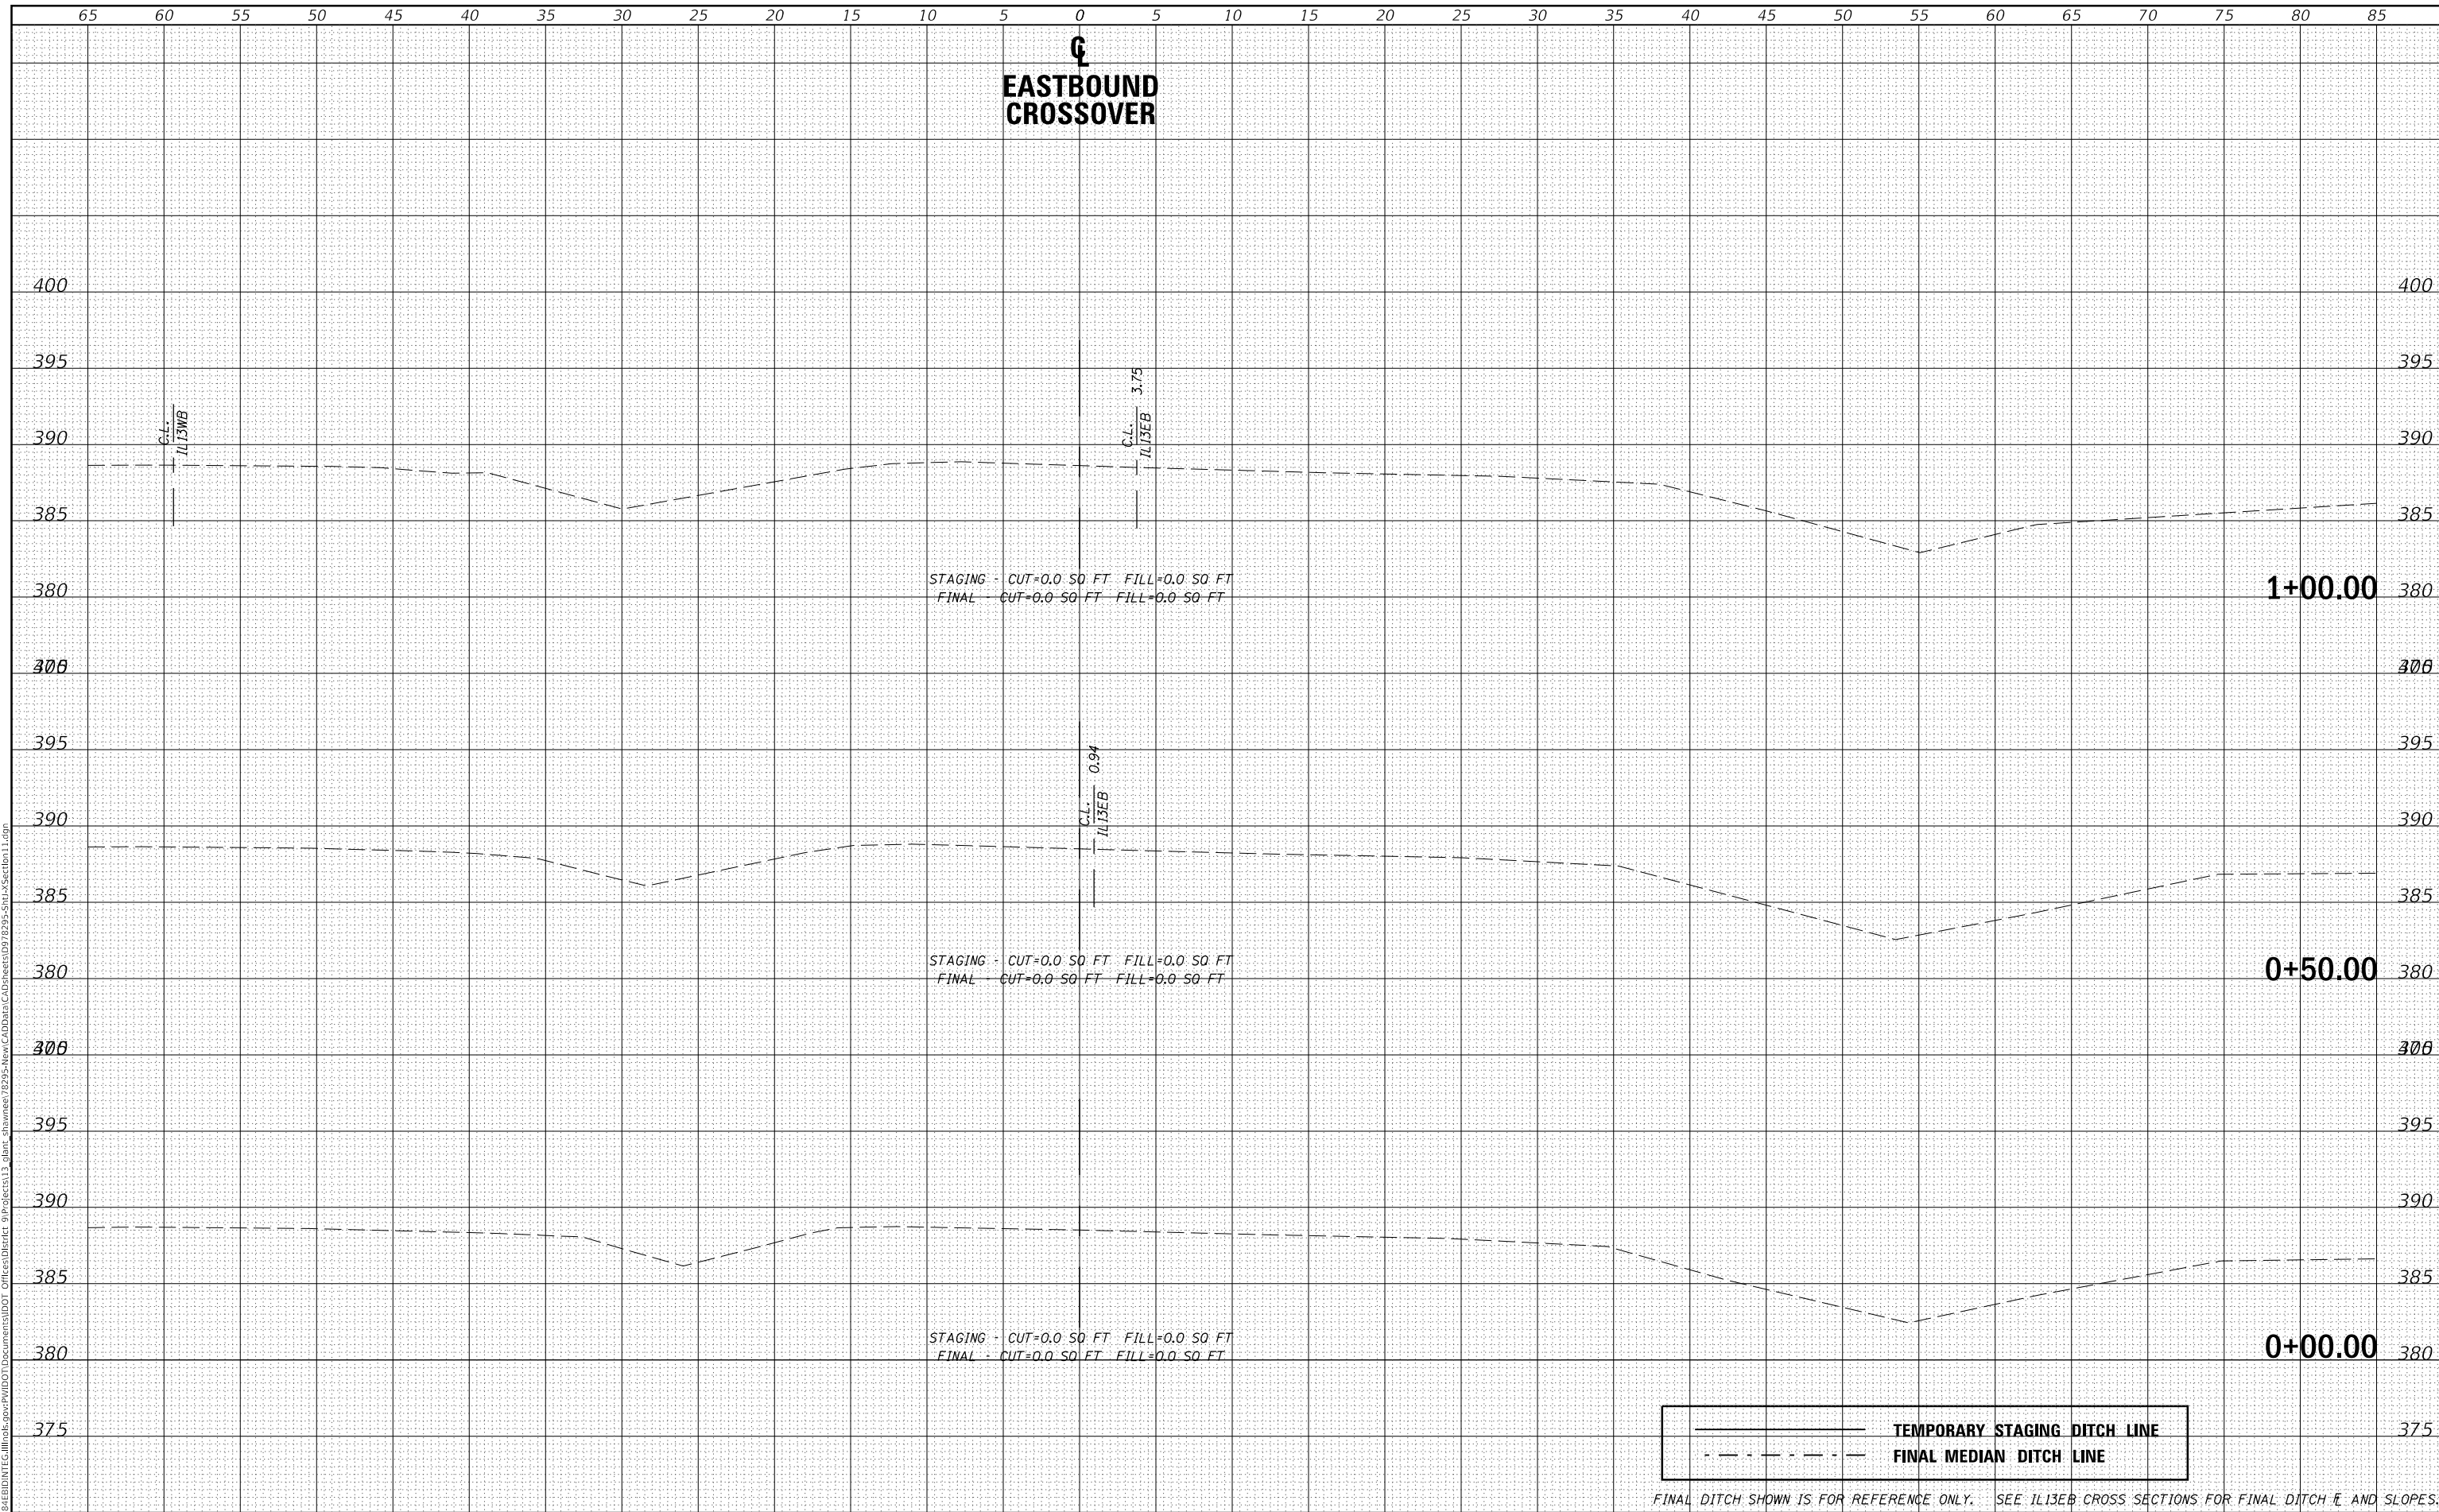 65 60 55 50 45 40 35 30 25 20 15 10 5 0 5 10 15 20 25 30 35 40 45 50 55 60 65 70 75 80 85
℄
EASTBOUND
CROSSOVER
400 400
395 395
3.75
C.L.
IL13WB
C.L.
IL13EB
390 390
385 385
STAGING - CUT=0.0 SQ FT FILL=0.0 SQ FT
FINAL - CUT=0.0 SQ FT FILL=0.0 SQ FT
1+00.00
380 380
395 395
0.94
C.L.
IL13EB
390 390
385 385
STAGING - CUT=0.0 SQ FT FILL=0.0 SQ FT
FINAL - CUT=0.0 SQ FT FILL=0.0 SQ FT
0+50.00
380 380
395 395
390 390
385 385
STAGING - CUT=0.0 SQ FT FILL=0.0 SQ FT
FINAL - CUT=0.0 SQ FT FILL=0.0 SQ FT
0+00.00
380 380
375 375
TEMPORARY STAGING DITCH LINE
FINAL MEDIAN DITCH LINE
FINAL DITCH SHOWN IS FOR REFERENCE ONLY. SEE IL13EB CROSS SECTIONS FOR FINAL DITCH AND SLOPES.